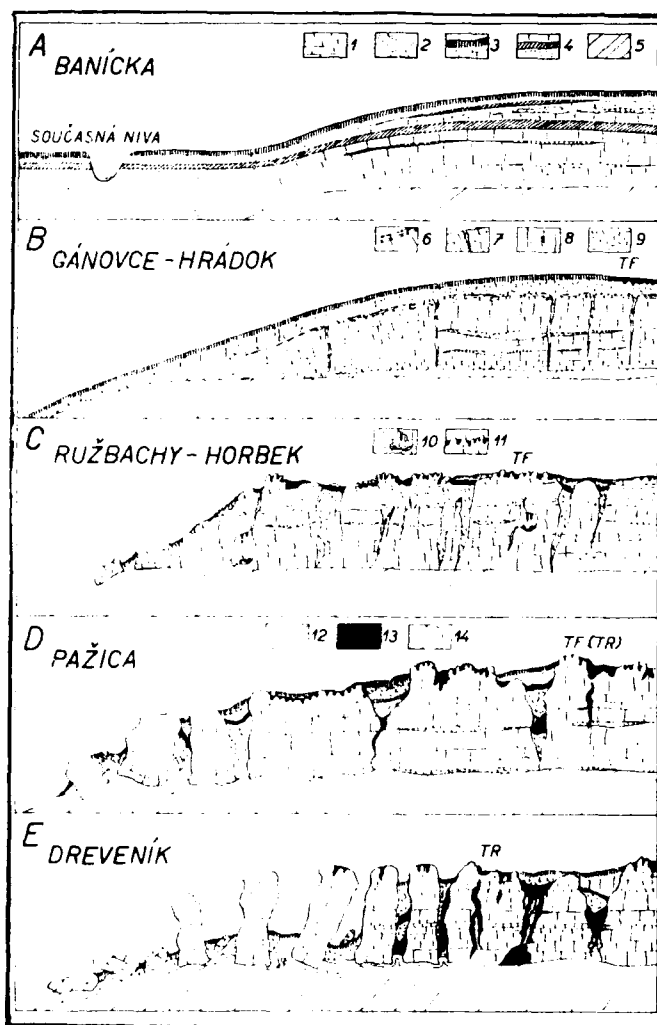 A BANÍCKA 1 2 3 4 5
SOUČASNÁ NIVA
B GÁNOVCE-HRÁDOK 6 7 8 9
TF
C RUŽBACHY-HORBEK 10 11
TF
D PAŽICA 12 13 14
TF (TR)
E DREVENÍK
TR